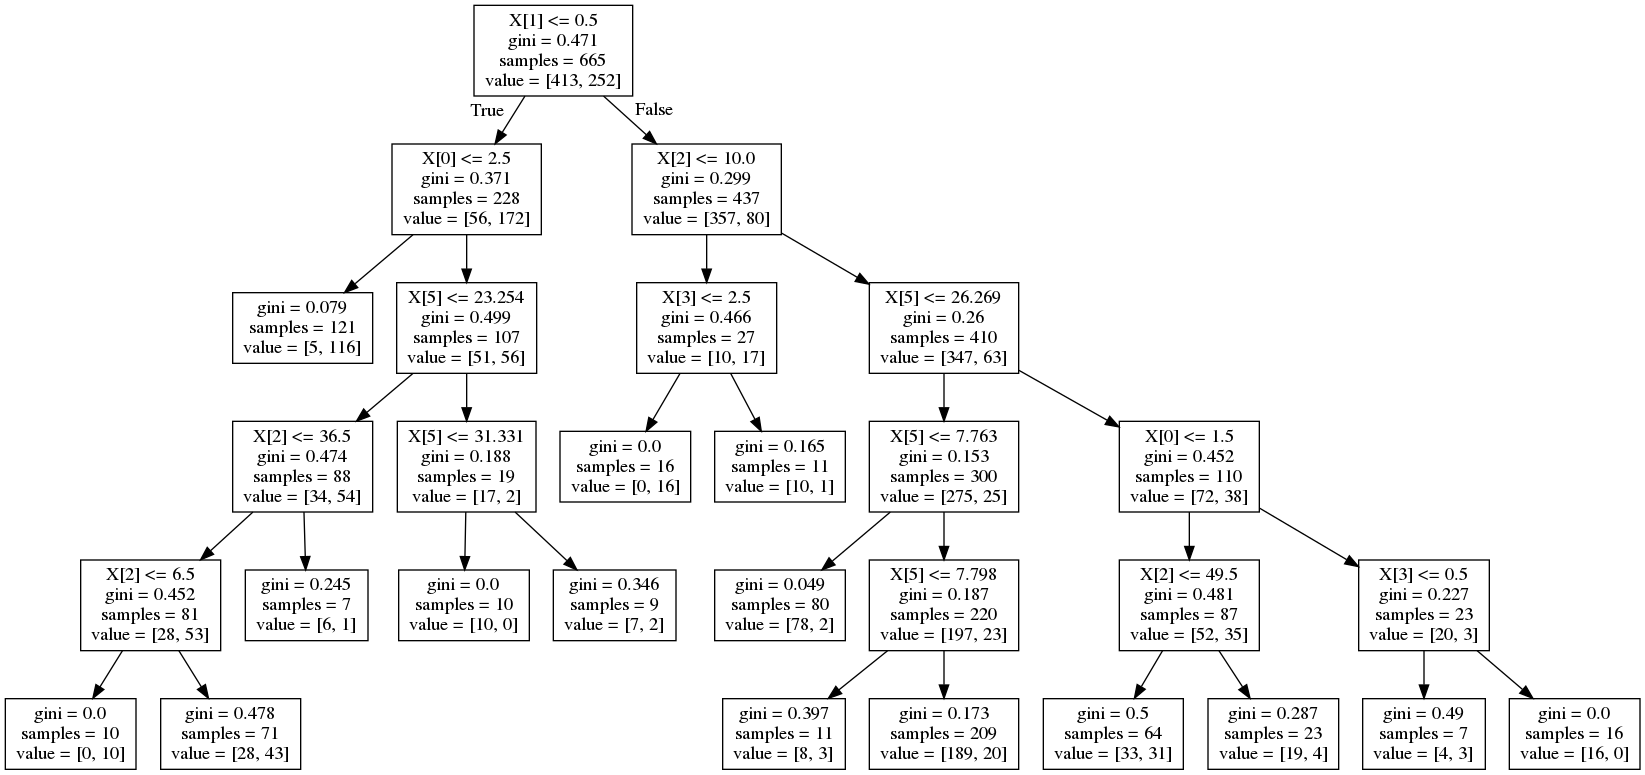 X[1] <= 0.5
gini = 0.471
samples = 665
value = [413, 252]
True
False
X[0] <= 2.5
gini = 0.371
samples = 228
value = [56, 172]
X[2] <= 10.0
gini = 0.299
samples = 437
value = [357, 80]
gini = 0.079
samples = 121
value = [5, 116]
X[5] <= 23.254
gini = 0.499
samples = 107
value = [51, 56]
X[3] <= 2.5
gini = 0.466
samples = 27
value = [10, 17]
X[5] <= 26.269
gini = 0.26
samples = 410
value = [347, 63]
X[2] <= 36.5
gini = 0.474
samples = 88
value = [34, 54]
X[5] <= 31.331
gini = 0.188
samples = 19
value = [17, 2]
gini = 0.0
samples = 16
value = [0, 16]
gini = 0.165
samples = 11
value = [10, 1]
X[5] <= 7.763
gini = 0.153
samples = 300
value = [275, 25]
X[0] <= 1.5
gini = 0.452
samples = 110
value = [72, 38]
X[2] <= 6.5
gini = 0.452
samples = 81
value = [28, 53]
gini = 0.245
samples = 7
value = [6, 1]
gini = 0.0
samples = 10
value = [10, 0]
gini = 0.346
samples = 9
value = [7, 2]
gini = 0.049
samples = 80
value = [78, 2]
X[5] <= 7.798
gini = 0.187
samples = 220
value = [197, 23]
X[2] <= 49.5
gini = 0.481
samples = 87
value = [52, 35]
X[3] <= 0.5
gini = 0.227
samples = 23
value = [20, 3]
gini = 0.0
samples = 10
value = [0, 10]
gini = 0.478
samples = 71
value = [28, 43]
gini = 0.397
samples = 11
value = [8, 3]
gini = 0.173
samples = 209
value = [189, 20]
gini = 0.5
samples = 64
value = [33, 31]
gini = 0.287
samples = 23
value = [19, 4]
gini = 0.49
samples = 7
value = [4, 3]
gini = 0.0
samples = 16
value = [16, 0]